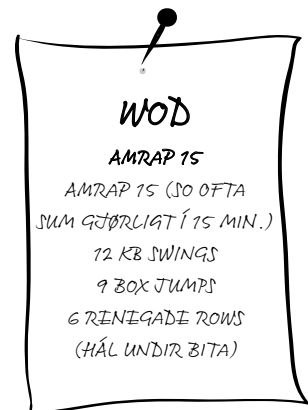 WOD
AMRAP 15
AMRAP 15 (SO OFTA
SUM GJØRLIGT Í 15 MIN.)
12 KB SWINGS
9 BOX JUMPS
6 RENEGADE ROWS
(HÁL UNDIR BITA)